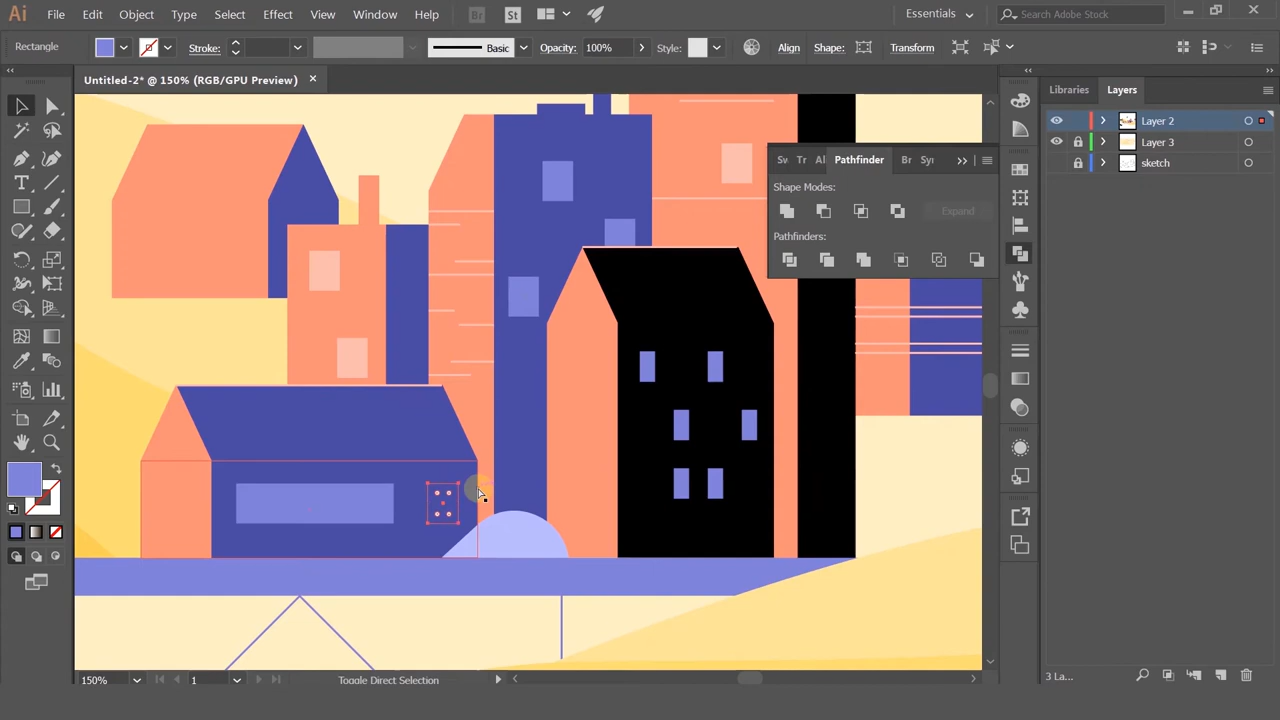 Ai File Edit Object Type Select Effect View Window Help Br St Essentials Search Adobe Stock
Rectangle Stroke: Basic Opacity: 100% Style: Align Shape: Transform
Untitled-2* @ 150% (RGB/GPU Preview)
Libraries Layers
Layer 2
Layer 3
sketch
Sw Tr Al Pathfinder Br Syr
Shape Modes:
Expand
Pathfinders:
150% 1 Toggle Direct Selection
3 La...